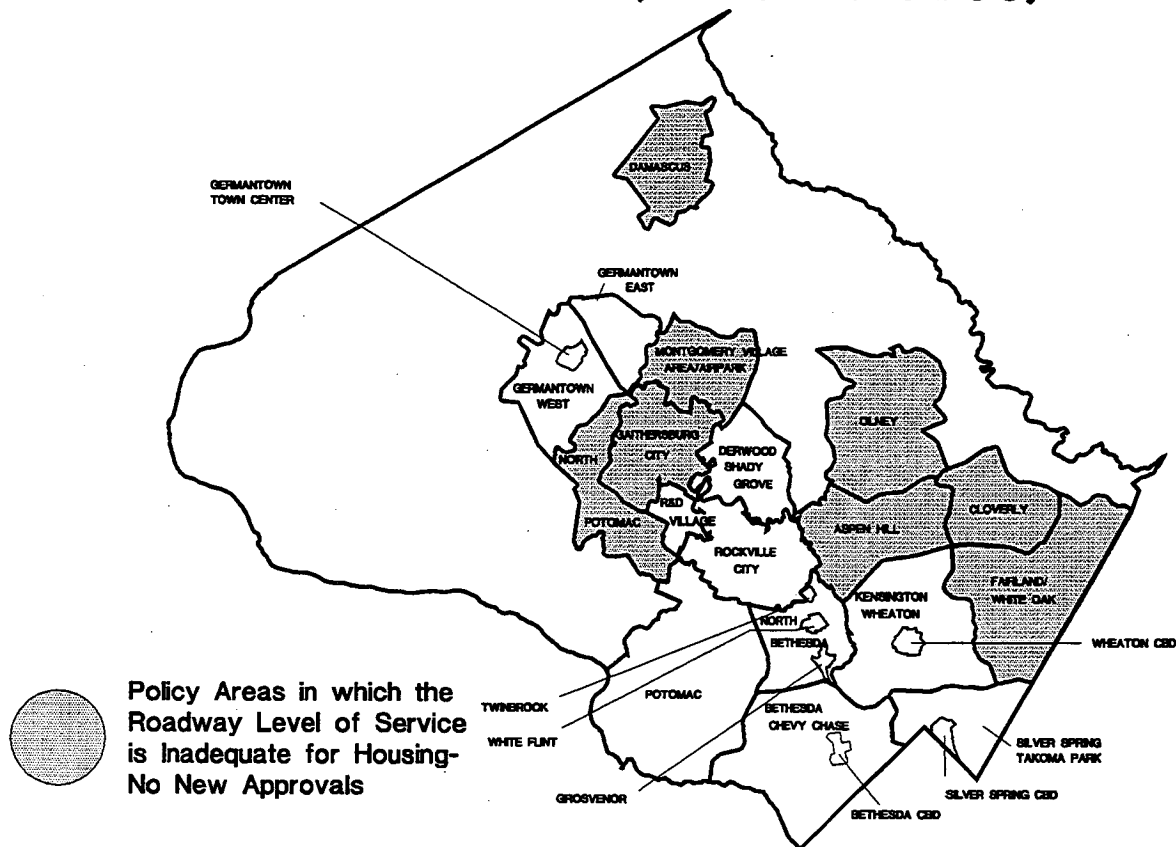 DAMASCUS
GERMANTOWN
TOWN CENTER
GERMANTOWN
EAST
MONTGOMERY VILLAGE
AREA/AIRPARK
GERMANTOWN
WEST
OLNEY
GAITHERSBURG
CITY
NORTH
POTOMAC
DERWOOD
SHADY
GROVE
R&D
VILLAGE
CLOVERLY
ASPEN HILL
ROCKVILLE
CITY
FAIRLAND/
WHITE OAK
KENSINGTON
WHEATON
NORTH
BETHESDA
WHEATON CBD
POTOMAC
Policy Areas in which the
Roadway Level of Service
is Inadequate for Housing-
No New Approvals
TWINBROOK
WHITE FLINT
GROSVENOR
BETHESDA
CHEVY CHASE
SILVER SPRING
TAKOMA PARK
SILVER SPRING CBD
BETHESDA CBD